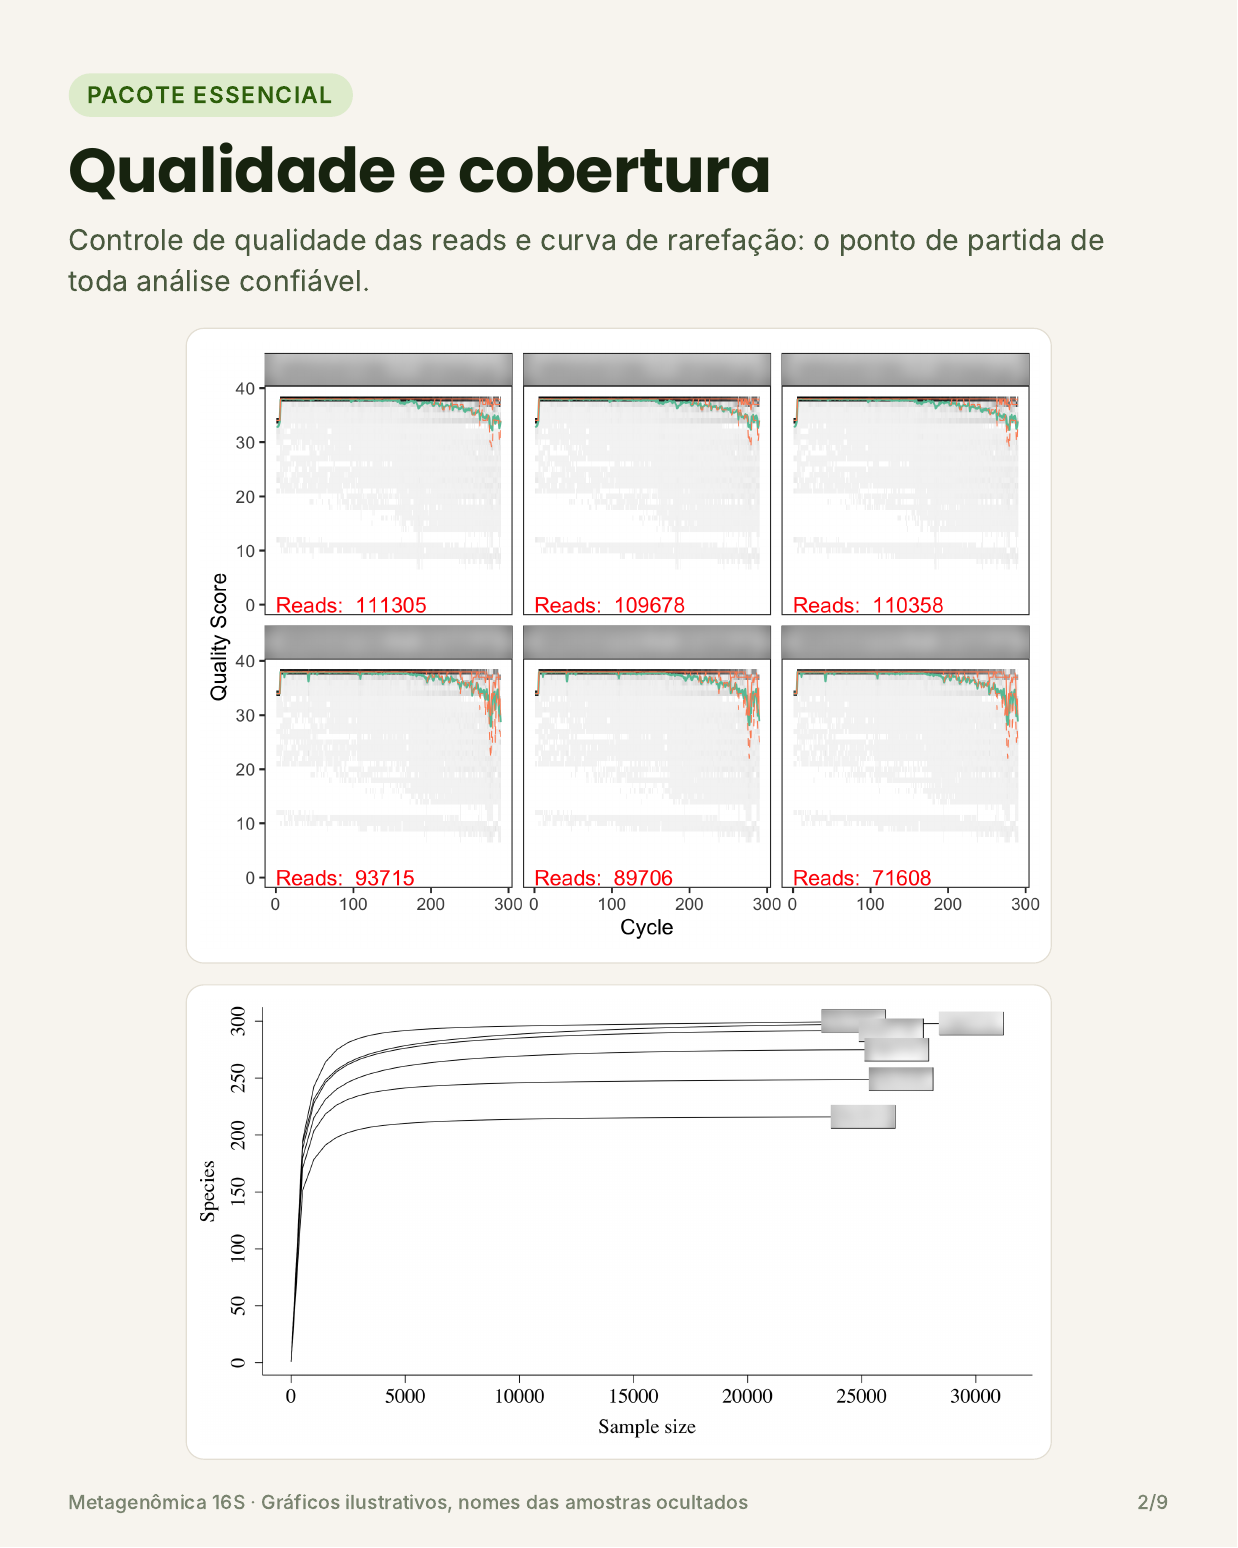 PACOTE ESSENCIAL
Qualidade e cobertura
Controle de qualidade das reads e curva de rarefação: o ponto de partida de
toda análise confiável.
40
30
20
10
0
Reads: 111305
Reads: 109678
Reads: 110358
Quality Score
40
30
20
10
0
Reads: 93715
Reads: 89706
Reads: 71608
0 100 200 300 0 100 200 300 0 100 200 300
Cycle
300
250
200
150
100
50
0
Species
0 5000 10000 15000 20000 25000 30000
Sample size
Metagenômica 16S · Gráficos ilustrativos, nomes das amostras ocultados
2/9